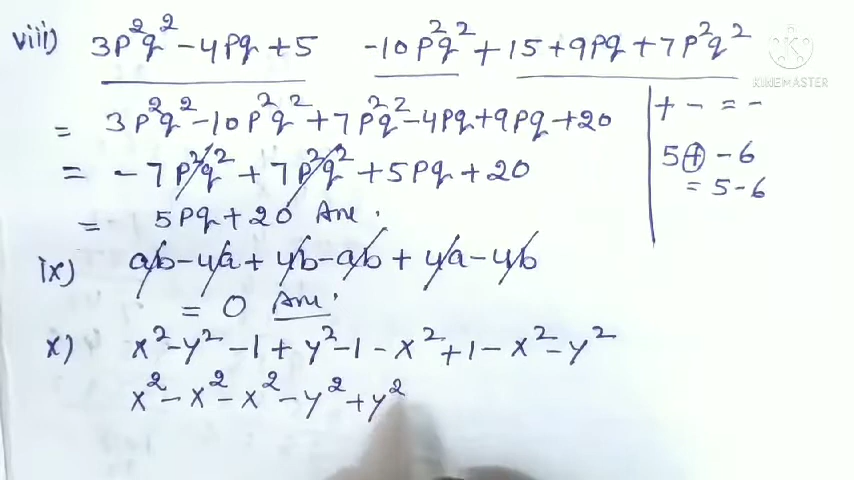 viii) 3p²q² - 4pq + 5   -10p²q² + 15 + 9pq + 7p²q²
KINEMASTER
= 3p²q² - 10p²q² + 7p²q² - 4pq + 9pq + 20
+ - = -
= -7p²q² + 7p²q² + 5pq + 20
5 + -6
= 5 - 6
= 5pq + 20 Ans.
ix) ab - 4a + 4b - ab + 4a - 4b
= 0 Ans.
x) x² - y² - 1 + y² - 1 - x² + 1 - x² - y²
x² - x² - x² - y² + y²